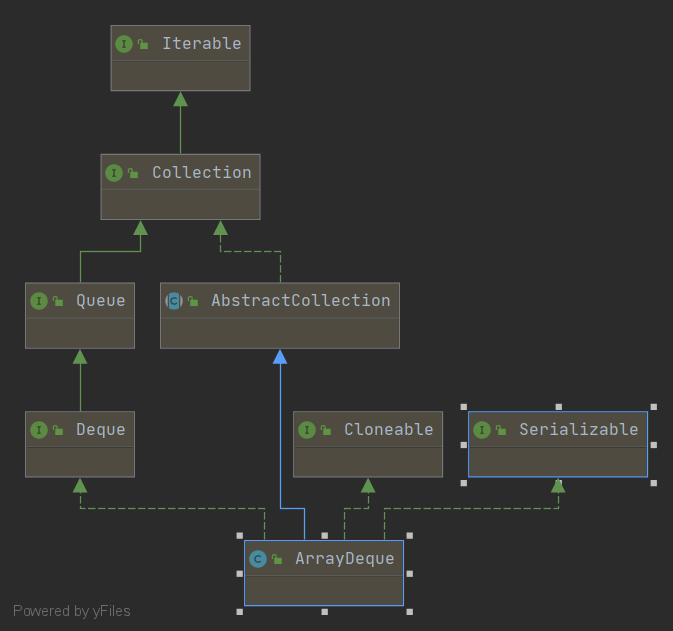 I Iterable
I Collection
I Queue
C AbstractCollection
I Deque
I Cloneable
I Serializable
C ArrayDeque
Powered by yFiles